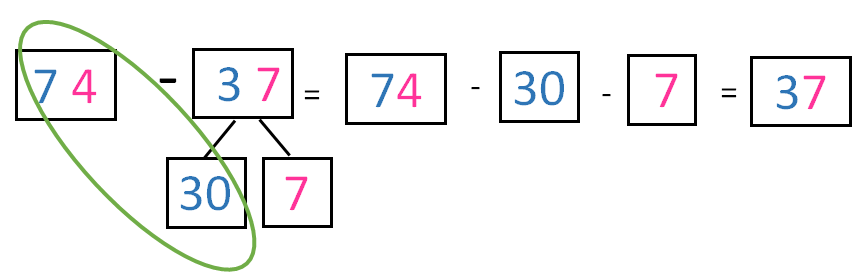 74 - 37 = 74 - 30 - 7 = 37
30 7